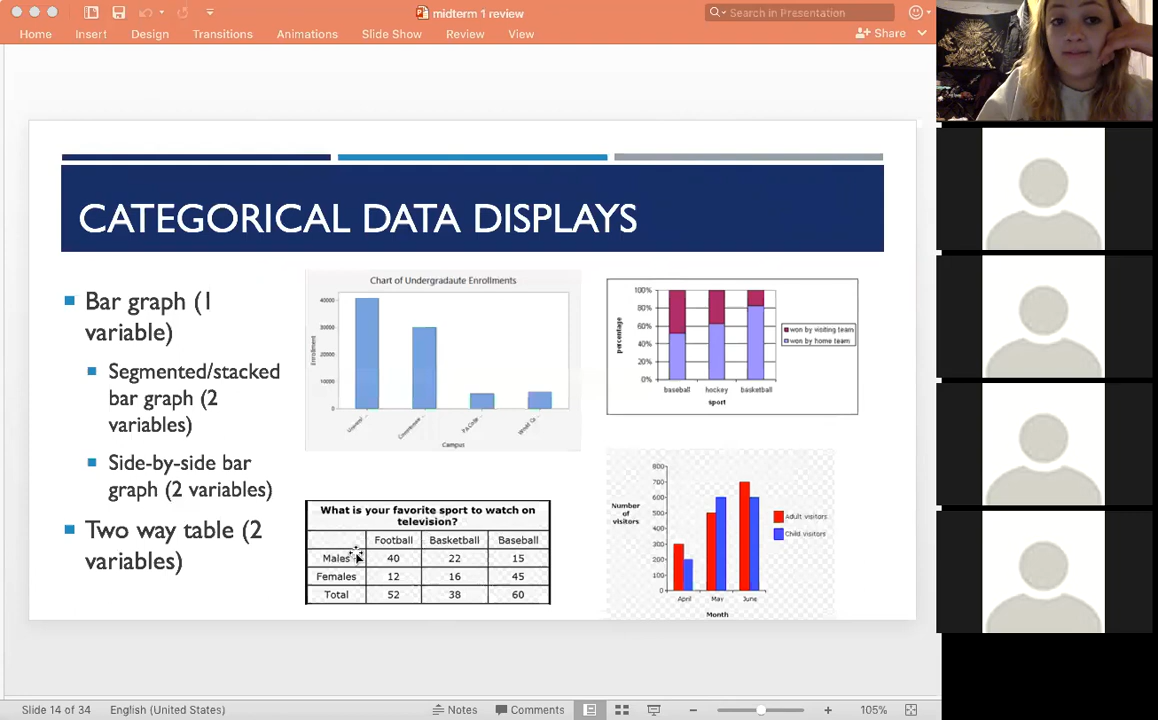 midterm 1 review
Search in Presentation
Home Insert Design Transitions Animations Slide Show Review View
Share
CATEGORICAL DATA DISPLAYS
Bar graph (1
variable)
Segmented/stacked
bar graph (2
variables)
Side-by-side bar
graph (2 variables)
Two way table (2
variables)
Chart of Undergradaute Enrollments
Enrollment
40000
30000
20000
10000
0
Campus
percentage
100%
80%
60%
40%
20%
0%
baseball hockey basketball
sport
won by visiting team
won by home team
What is your favorite sport to watch on
television?
Football Basketball Baseball
Males 40 22 15
Females 12 16 45
Total 52 38 60
Number
of
visitors
800
700
600
500
400
300
200
100
0
April May June
Month
Adult visitors
Child visitors
Slide 14 of 34 English (United States) Notes Comments 105%